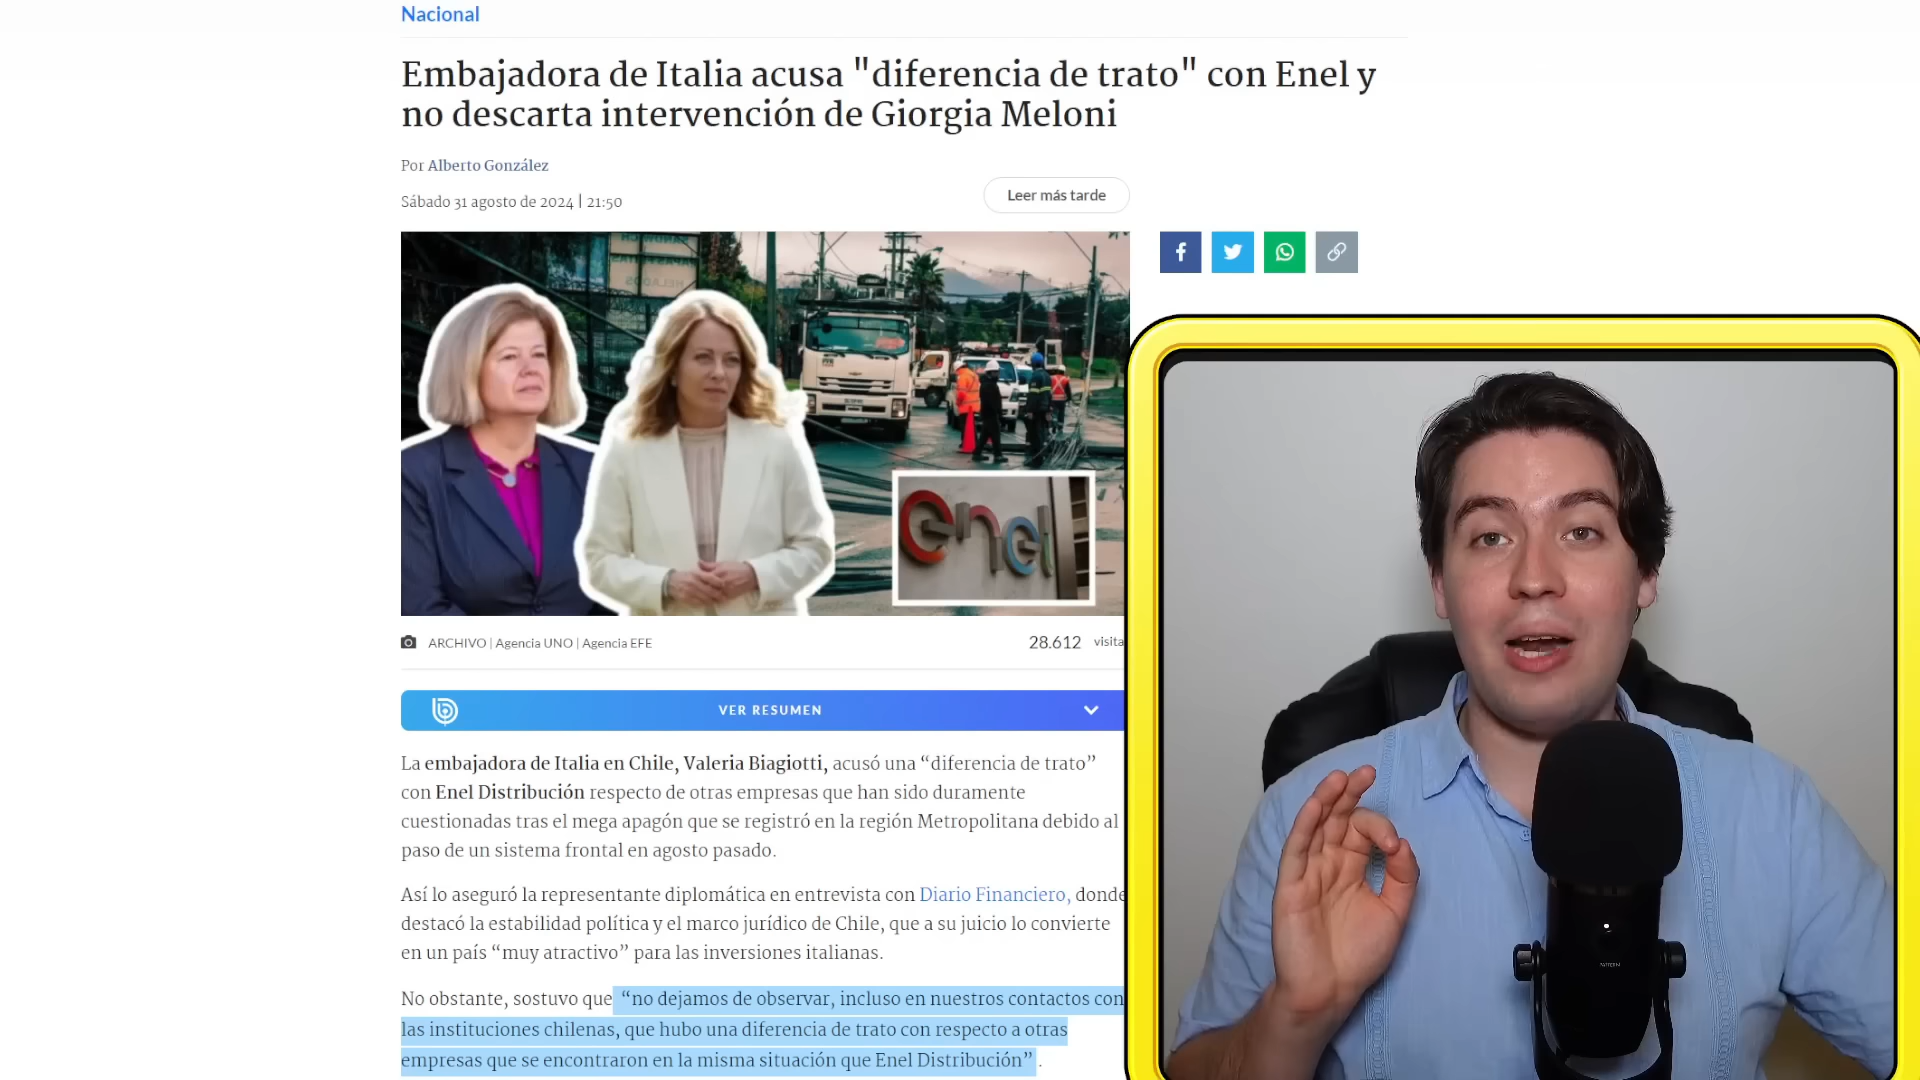 Nacional
Embajadora de Italia acusa "diferencia de trato" con Enel y
no descarta intervención de Giorgia Meloni
Por Alberto González
Sábado 31 agosto de 2024 | 21:50
Leer más tarde
enel
ARCHIVO | Agencia UNO | Agencia EFE
28.612 visita
VER RESUMEN
La embajadora de Italia en Chile, Valeria Biagiotti, acusó una “diferencia de trato”
con Enel Distribución respecto de otras empresas que han sido duramente
cuestionadas tras el mega apagón que se registró en la región Metropolitana debido al
paso de un sistema frontal en agosto pasado.
Así lo aseguró la representante diplomática en entrevista con Diario Financiero, donde
destacó la estabilidad política y el marco jurídico de Chile, que a su juicio lo convierte
en un país “muy atractivo” para las inversiones italianas.
No obstante, sostuvo que “no dejamos de observar, incluso en nuestros contactos con
las instituciones chilenas, que hubo una diferencia de trato con respecto a otras
empresas que se encontraron en la misma situación que Enel Distribución”.